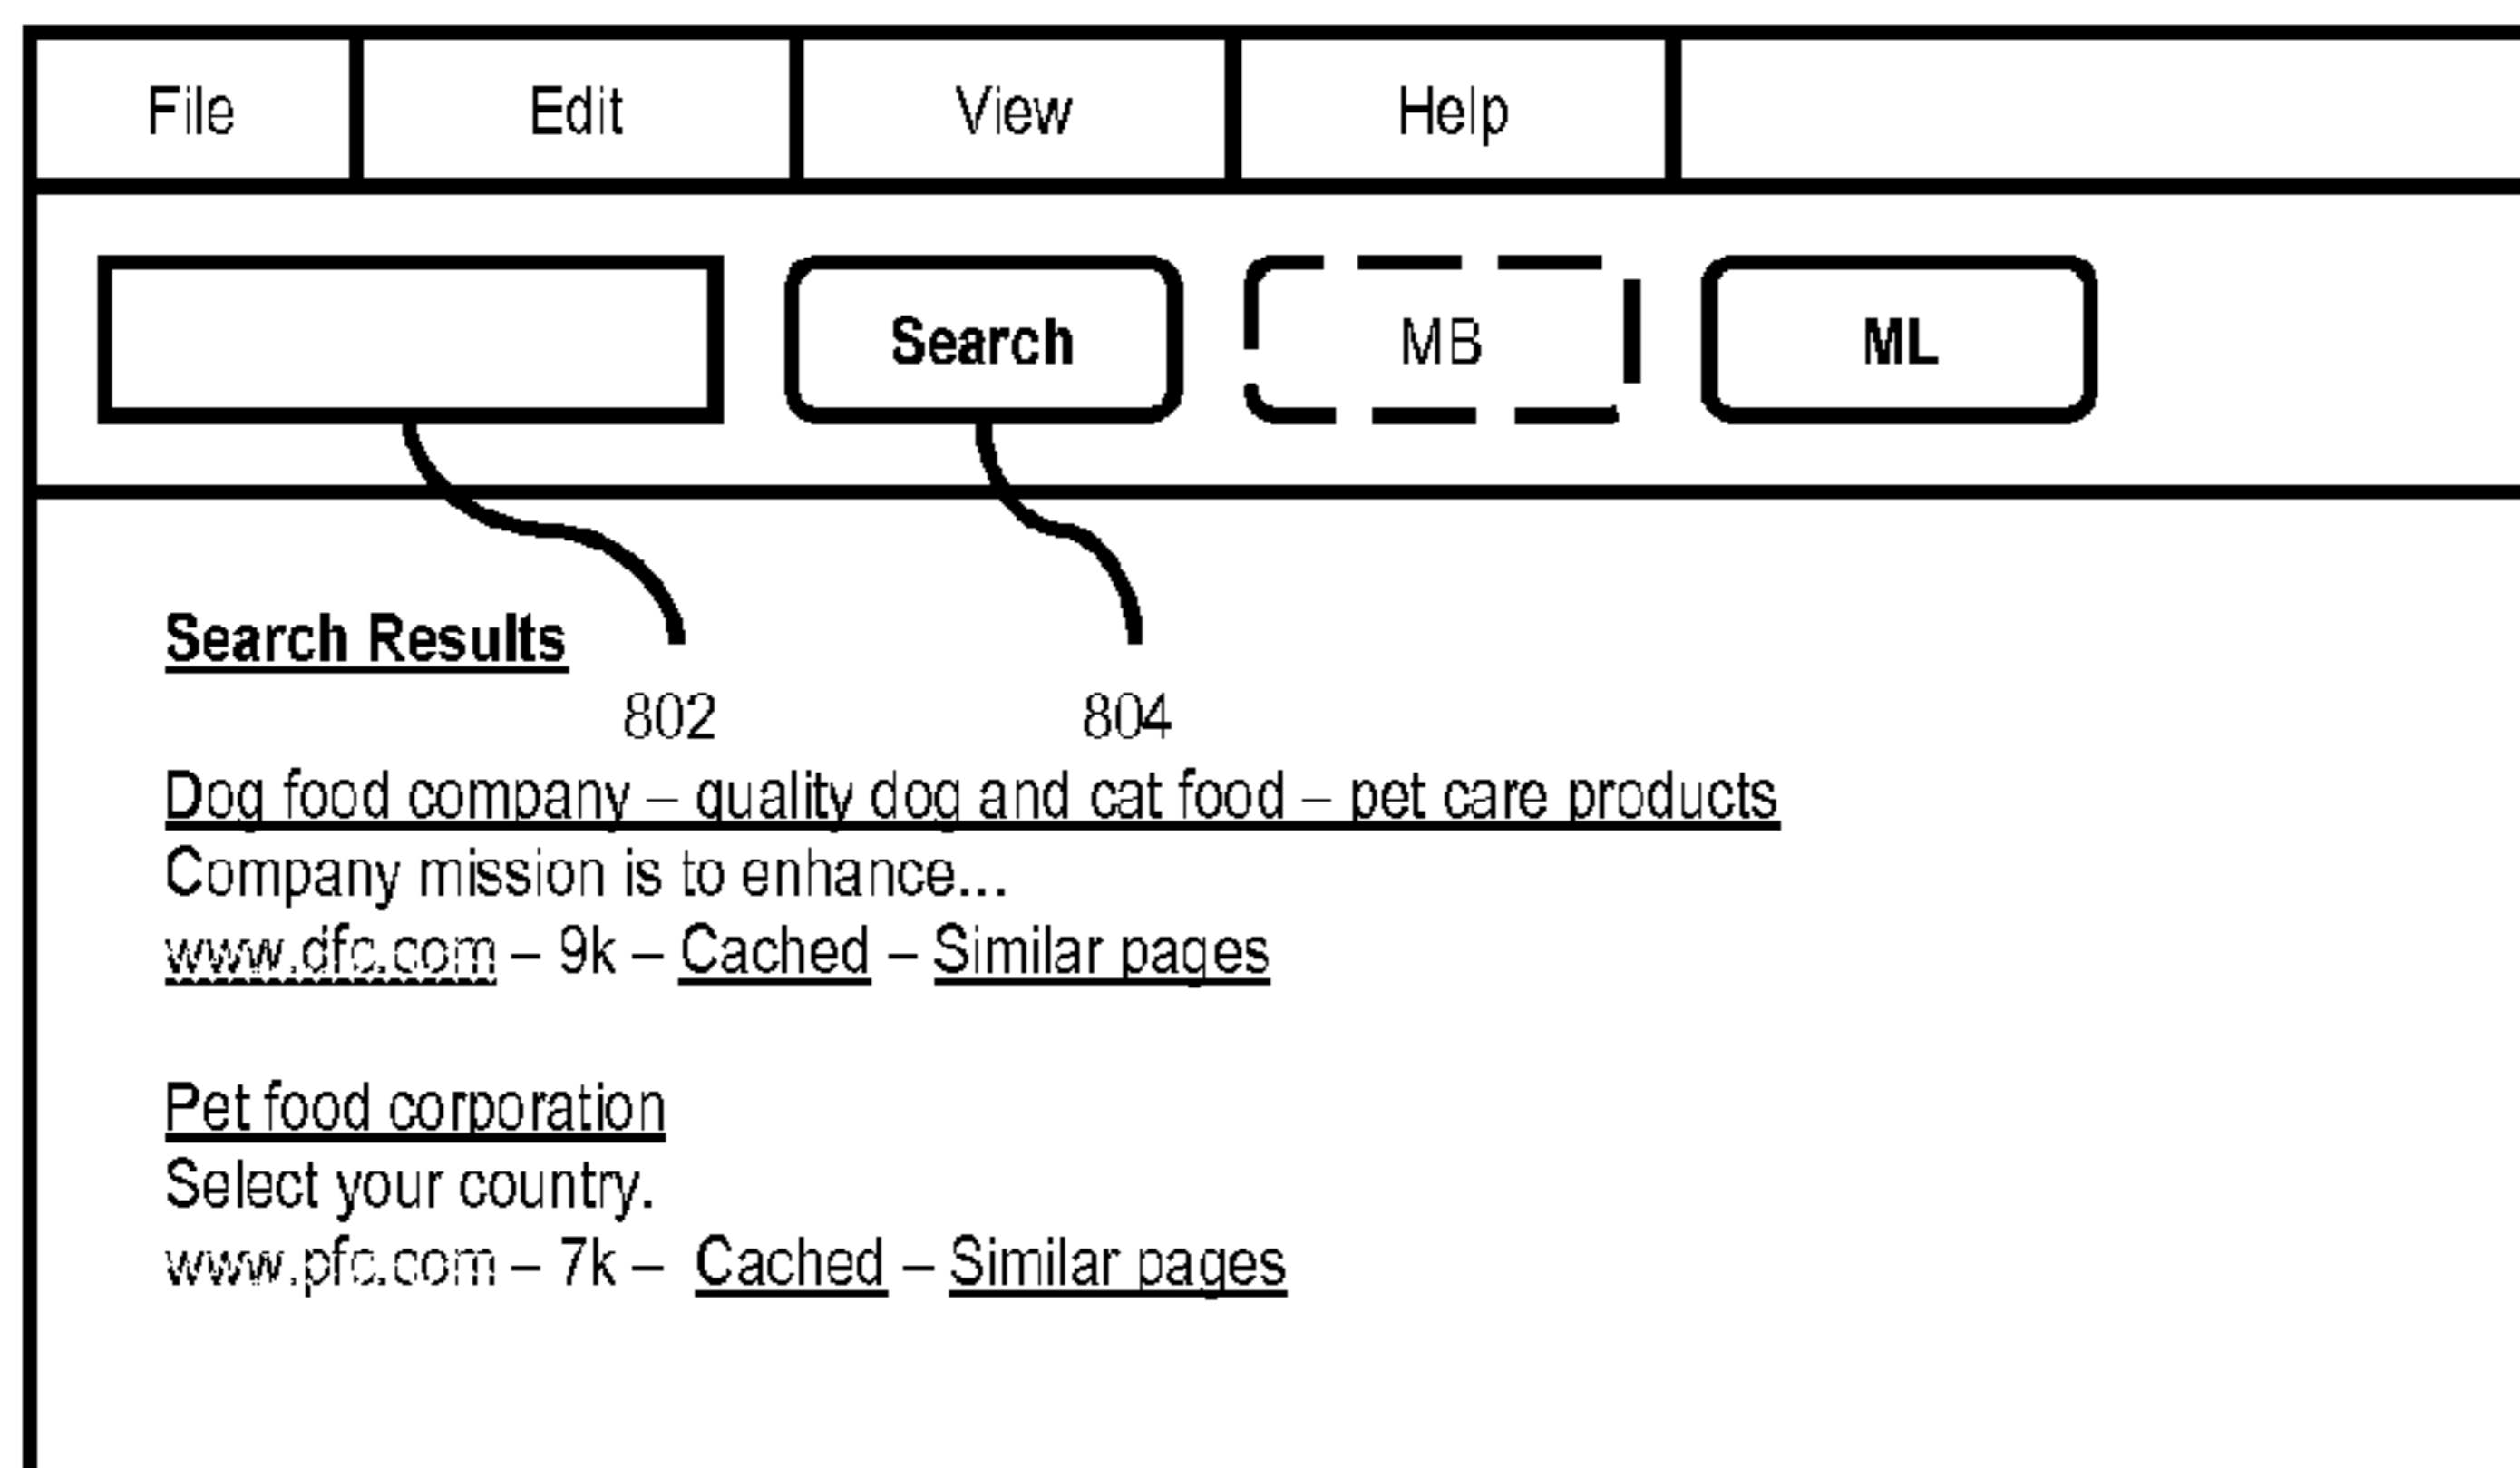 File Edit View Help
Search MB ML
Search Results
802 804
Dog food company – quality dog and cat food – pet care products
Company mission is to enhance...
www.dfc.com – 9k – Cached – Similar pages
Pet food corporation
Select your country.
www.pfc.com – 7k – Cached – Similar pages